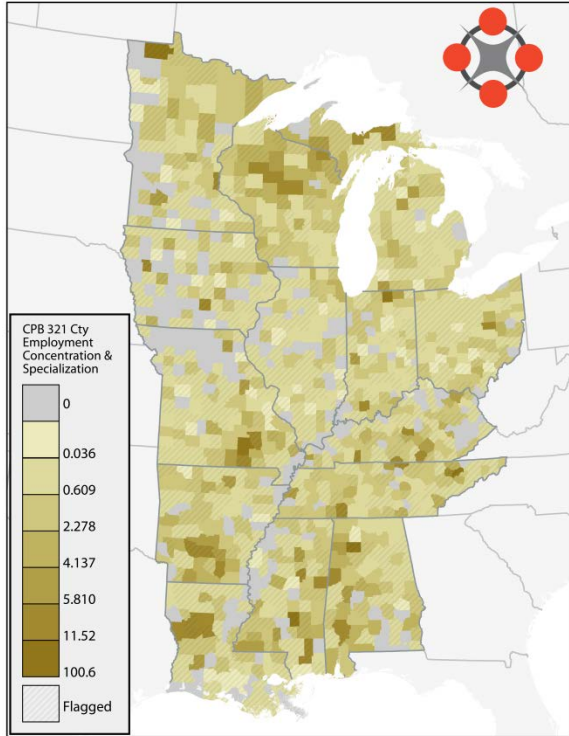 CPB 321 Cty
Employment
Concentration &
Specialization
0
0.036
0.609
2.278
4.137
5.810
11.52
100.6
Flagged